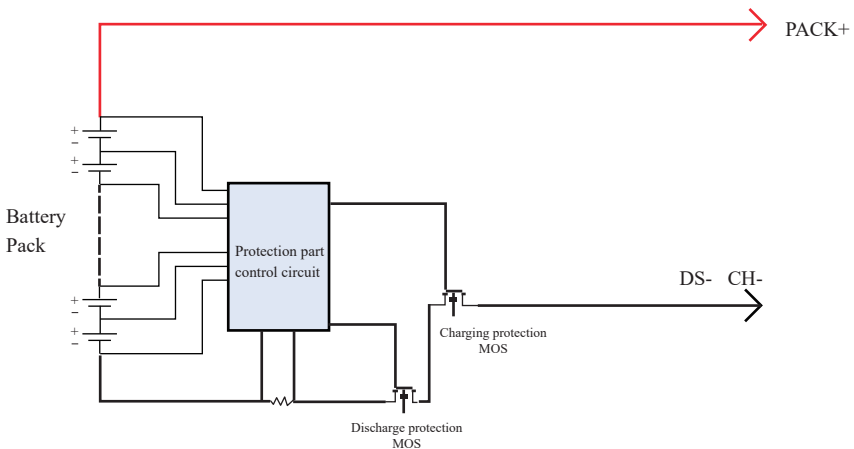 PACK+
+
−
+
−
Battery
Pack
Protection part
control circuit
DS- CH-
+
−
+
−
Charging protection
MOS
Discharge protection
MOS